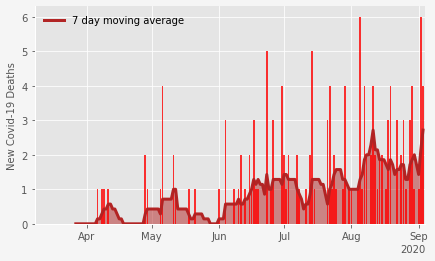 7 day moving average
New Covid-19 Deaths
6
5
4
3
2
1
0
Apr
May
Jun
Jul
Aug
Sep
2020